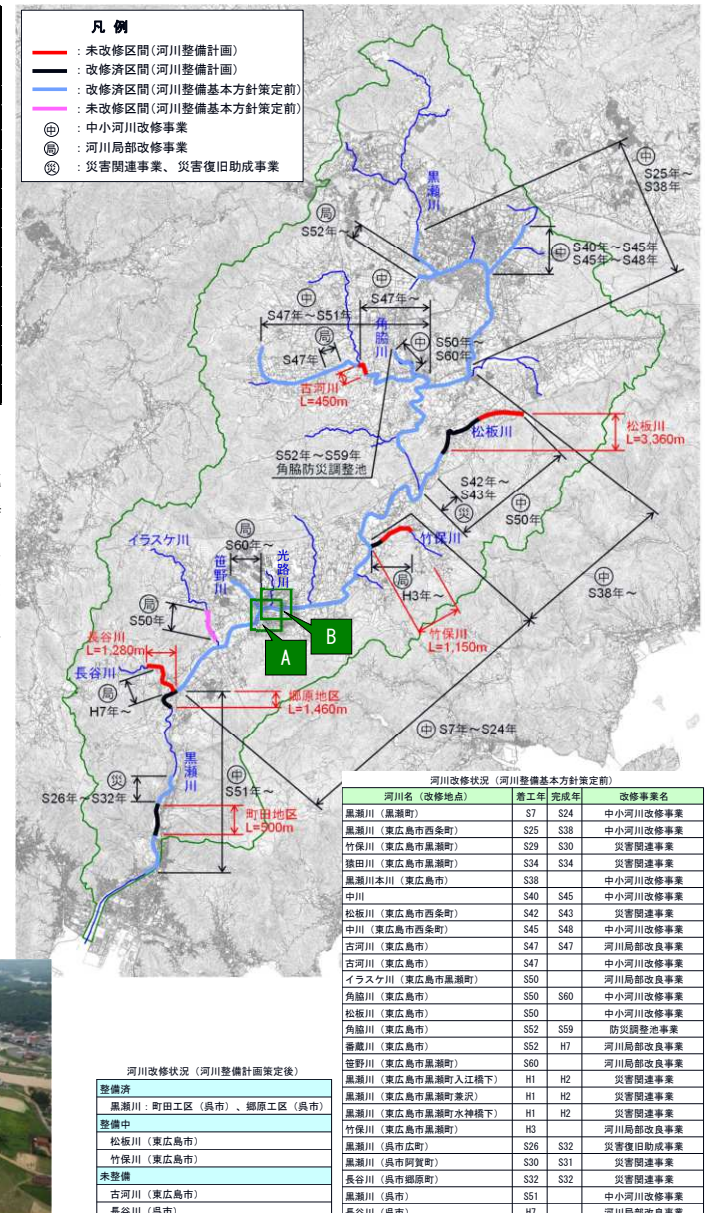 凡 例
：未改修区間(河川整備計画)
：改修済区間(河川整備計画)
：改修済区間(河川整備基本方針策定前)
：未改修区間(河川整備基本方針策定前)
中 ：中小河川改修事業
局 ：河川局部改修事業
災 ：災害関連事業、災害復旧助成事業
黒瀬川
中
S25年～
S38年
局
S52年～
中 S40年～S45年
S45年～S48年
中
S47年～
中
S47年～S51年
角脇川
局
S47年
中 S50年～
S60年
古河川
L=450m
松板川
松板川
L=3,360m
S52年～S59年
角脇防災調整池
S42年～
S43年
災
中
S50年
イラスケ川
局
S60年～
光路川
笹野川
竹保川
局
H3年～
中
S38年～
局
S50年～
A
B
竹保川
L=1,150m
長谷川
L=1,280m
長谷川
局
H7年～
郷原地区
L=1,460m
中 S7年～S24年
黒瀬川
災
S26年～S32年
中
S51年～
町田地区
L=500m
河川改修状況（河川整備基本方針策定前）
河川名（改修地点） 着工年 完成年 改修事業名
黒瀬川（黒瀬町） S7 S24 中小河川改修事業
黒瀬川（東広島市西条町） S25 S38 中小河川改修事業
竹保川（東広島市黒瀬町） S29 S30 災害関連事業
猿田川（東広島市黒瀬町） S34 S34 災害関連事業
黒瀬川本川（東広島市） S38 中小河川改修事業
中川 S40 S45 中小河川改修事業
松板川（東広島市西条町） S42 S43 災害関連事業
中川（東広島市西条町） S45 S48 中小河川改修事業
古河川（東広島市） S47 S47 河川局部改良事業
古河川（東広島市） S47 中小河川改修事業
イラスケ川（東広島市黒瀬町） S50 河川局部改良事業
角脇川（東広島市） S50 S60 中小河川改修事業
松板川（東広島市） S50 中小河川改修事業
角脇川（東広島市） S52 S59 防災調整池事業
番蔵川（東広島市） S52 H7 河川局部改良事業
笹野川（東広島市黒瀬町） S60 河川局部改良事業
黒瀬川（東広島市黒瀬町入江橋下） H1 H2 災害関連事業
黒瀬川（東広島市黒瀬町兼沢） H1 H2 災害関連事業
黒瀬川（東広島市黒瀬町水神橋下） H1 H2 災害関連事業
竹保川（東広島市黒瀬町） H3 河川局部改良事業
黒瀬川（呉市広町） S26 S32 災害復旧助成事業
黒瀬川（呉市阿賀町） S30 S31 災害関連事業
長谷川（呉市郷原町） S32 S32 災害関連事業
黒瀬川（呉市） S51 中小河川改修事業
長谷川（呉市） H7 河川局部改良事業
河川改修状況（河川整備計画策定後）
整備済
黒瀬川：町田工区（呉市）、郷原工区（呉市）
整備中
松板川（東広島市）
竹保川（東広島市）
未整備
古河川（東広島市）
長谷川（呉市）